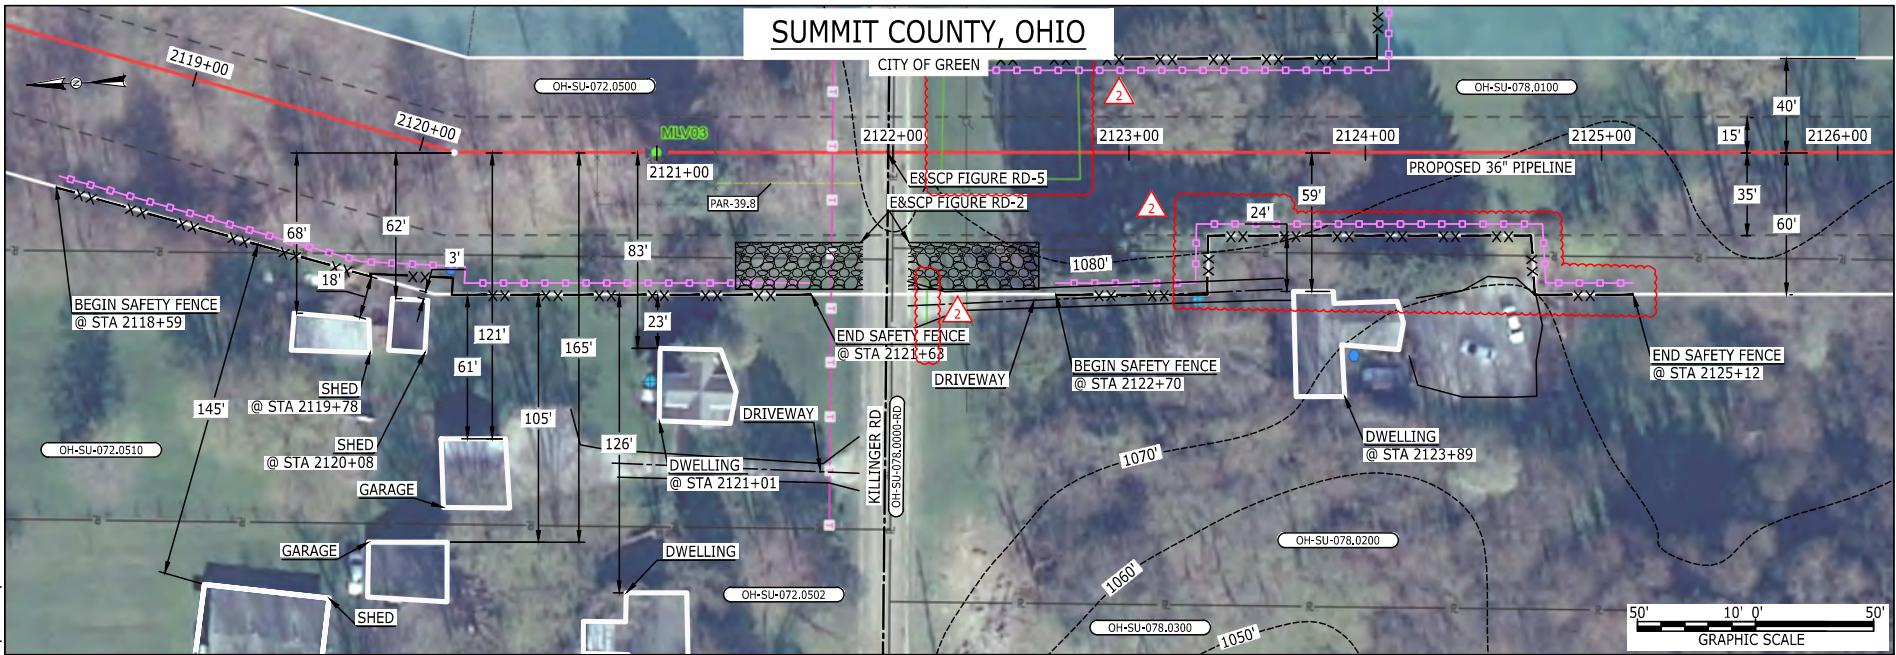 SUMMIT COUNTY, OHIO
CITY OF GREEN
2119+00
N
OH-SU-072.0500
OH-SU-078.0100
2
40'
2120+00
MLV03
2122+00
2123+00
2124+00
2125+00
15'
2126+00
2121+00
PROPOSED 36" PIPELINE
E&SCP FIGURE RD-5
PAR-39.8
E&SCP FIGURE RD-2
2
59'
35'
60'
24'
68'
62'
83'
3'
18'
1080'
BEGIN SAFETY FENCE
@ STA 2118+59
2
23'
121'
165'
61'
END SAFETY FENCE
@ STA 2121+63
BEGIN SAFETY FENCE
@ STA 2122+70
END SAFETY FENCE
@ STA 2125+12
DRIVEWAY
SHED
@ STA 2119+78
145'
105'
126'
DRIVEWAY
KILLINGER RD
OH-SU-078.0000-RD
SHED
@ STA 2120+08
OH-SU-072.0510
DWELLING
@ STA 2121+01
DWELLING
@ STA 2123+89
1070'
GARAGE
GARAGE
DWELLING
OH-SU-078.0200
1060'
OH-SU-072.0502
SHED
OH-SU-078.0300
1050'
50' 10' 0' 50'
GRAPHIC SCALE